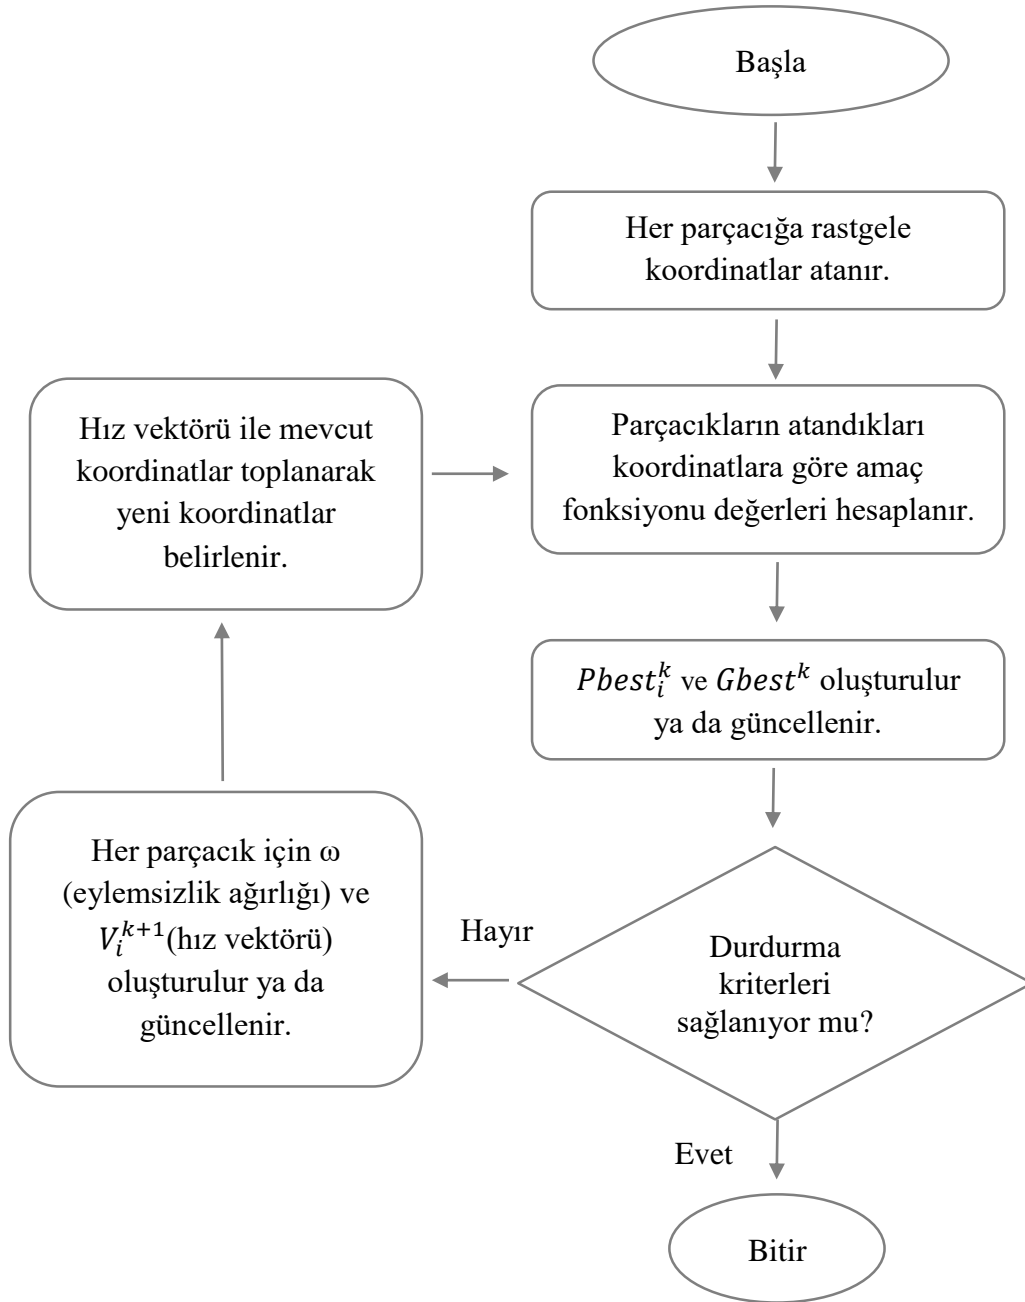 Başla
Her parçacığa rastgele
koordinatlar atanır.
Parçacıkların atandıkları
koordinatlara göre amaç
fonksiyonu değerleri hesaplanır.
$Pbest_i^k$ ve $Gbest^k$ oluşturulur
ya da güncellenir.
Durdurma
kriterleri
sağlanıyor mu?
Hayır
Her parçacık için ω
(eylemsizlik ağırlığı) ve
$V_i^{k+1}$(hız vektörü)
oluşturulur ya da
güncellenir.
Hız vektörü ile mevcut
koordinatlar toplanarak
yeni koordinatlar
belirlenir.
Evet
Bitir